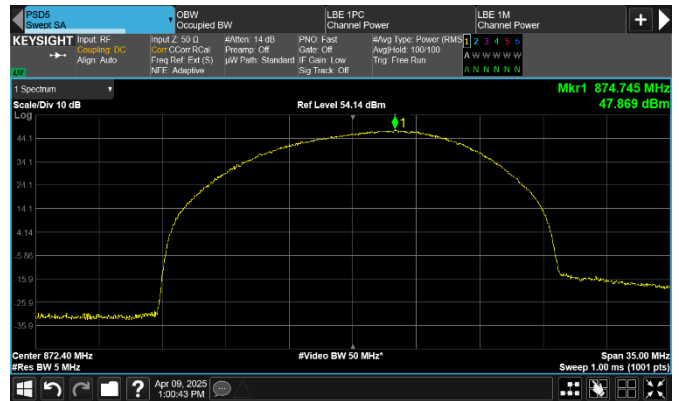 PSD5
Swept SA
OBW
Occupied BW
LBE 1PC
Channel Power
LBE 1M
Channel Power
KEYSIGHT
Input: RF
Coupling: DC
Align: Auto
Input Z: 50 Ω
Corr CCorr RCal
Freq Ref: Ext (S)
NFE: Adaptive
#Atten: 14 dB
Preamp: Off
µW Path: Standard
PNO: Fast
Gate: Off
IF Gain: Low
Sig Track: Off
#Avg Type: Power (RMS
Avg|Hold: 100/100
Trig: Free Run
1 2 3 4 5 6
A W W W W W
A N N N N N
LXI
1 Spectrum
Scale/Div 10 dB
Ref Level 54.14 dBm
Mkr1 874.745 MHz
47.869 dBm
Log
1
44.1
34.1
24.1
14.1
4.14
-5.86
-15.9
-25.9
-35.9
Center 872.40 MHz
#Res BW 5 MHz
#Video BW 50 MHz*
Span 35.00 MHz
Sweep 1.00 ms (1001 pts)
?
Apr 09, 2025
1:00:43 PM